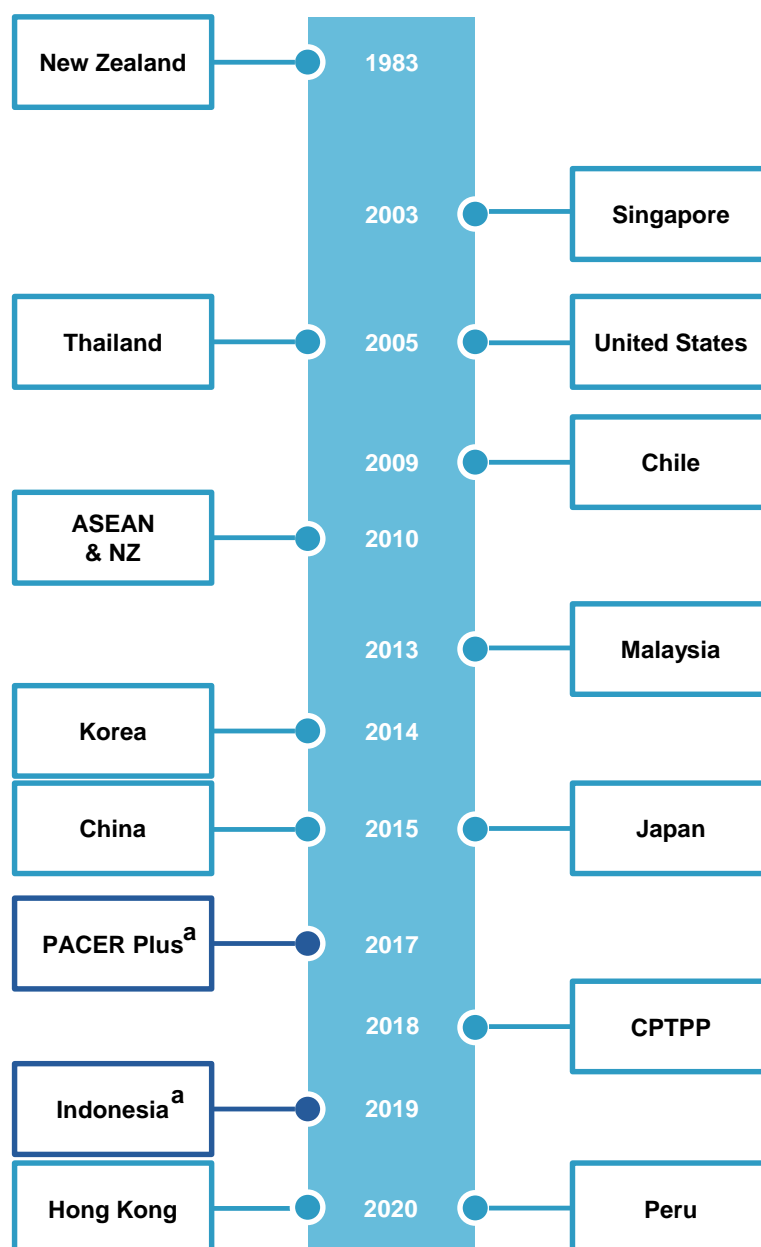 New Zealand
1983
2003
Singapore
Thailand
2005
United States
2009
Chile
ASEAN
& NZ
2010
2013
Malaysia
Korea
2014
China
2015
Japan
PACER Plusa
2017
2018
CPTPP
Indonesiaa
2019
Hong Kong
2020
Peru